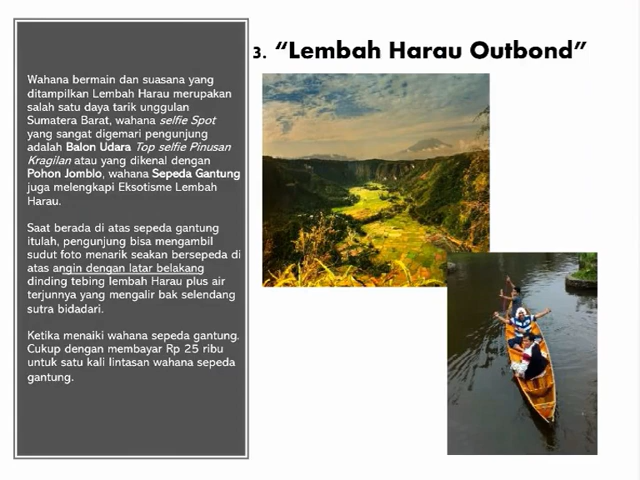 3. “Lembah Harau Outbond”
Wahana bermain dan suasana yang
ditampilkan Lembah Harau merupakan
salah satu daya tarik unggulan
Sumatera Barat, wahana selfie Spot
yang sangat digemari pengunjung
adalah Balon Udara Top selfie Pinusan
Kragilan atau yang dikenal dengan
Pohon Jomblo, wahana Sepeda Gantung
juga melengkapi Eksotisme Lembah
Harau.
Saat berada di atas sepeda gantung
itulah, pengunjung bisa mengambil
sudut foto menarik seakan bersepeda di
atas angin dengan latar belakang
dinding tebing lembah Harau plus air
terjunnya yang mengalir bak selendang
sutra bidadari.
Ketika menaiki wahana sepeda gantung.
Cukup dengan membayar Rp 25 ribu
untuk satu kali lintasan wahana sepeda
gantung.